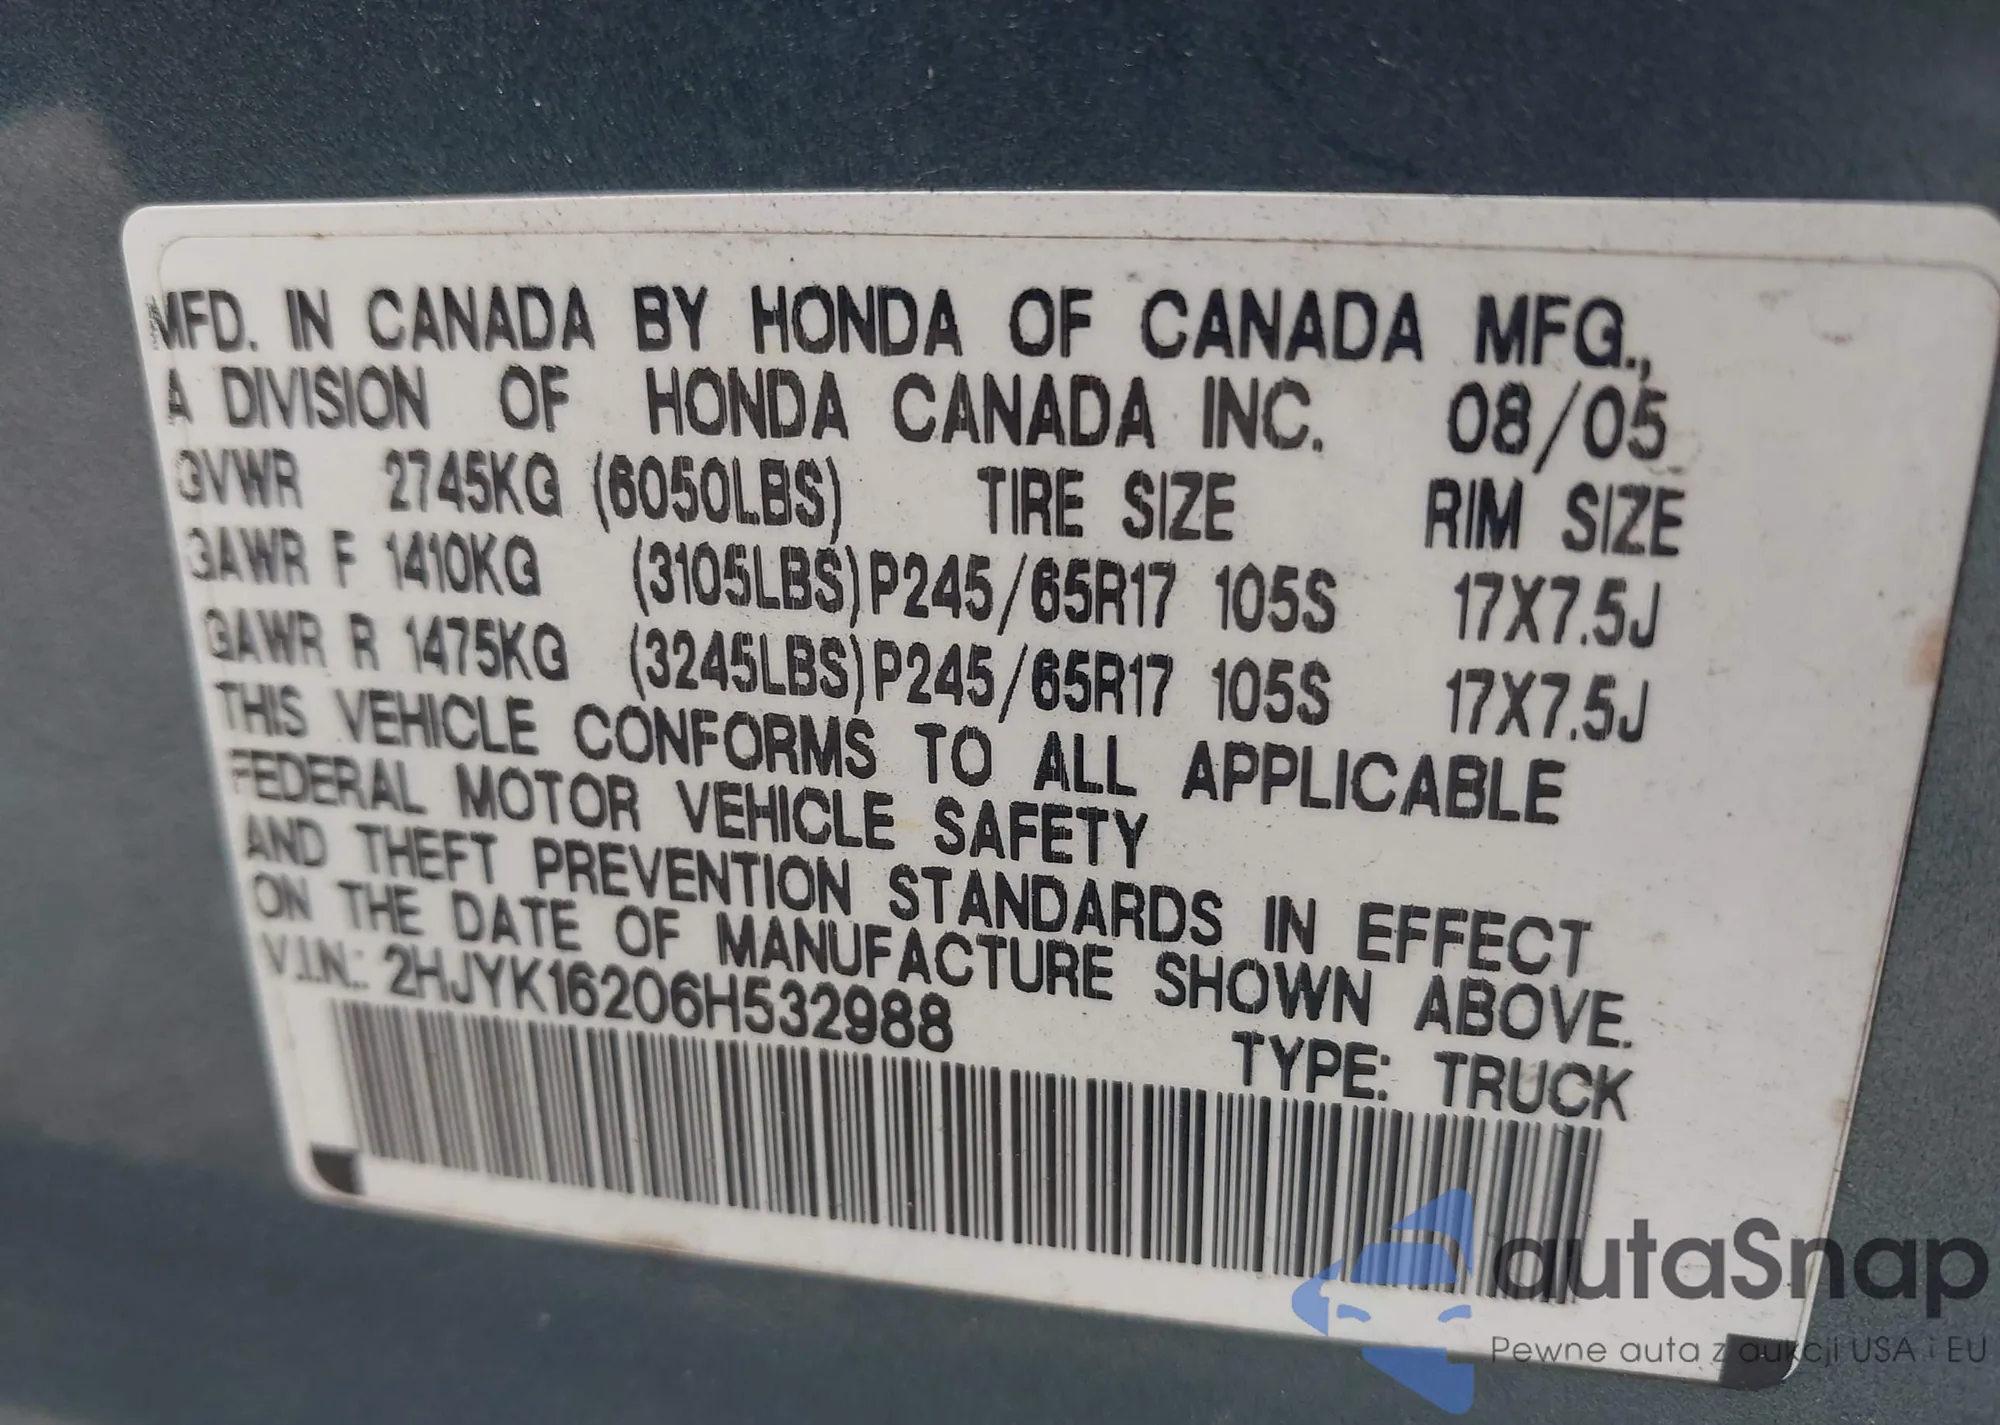 MFD. IN CANADA BY HONDA OF CANADA MFG.,
A DIVISION OF HONDA CANADA INC. 08/05
GVWR 2745KG (6050LBS) TIRE SIZE RIM SIZE
GAWR F 1410KG (3105LBS) P245/65R17 105S 17X7.5J
GAWR R 1475KG (3245LBS) P245/65R17 105S 17X7.5J
THIS VEHICLE CONFORMS TO ALL APPLICABLE
FEDERAL MOTOR VEHICLE SAFETY
AND THEFT PREVENTION STANDARDS IN EFFECT
ON THE DATE OF MANUFACTURE SHOWN ABOVE.
V.I.N.: 2HJYK16206H532988
TYPE: TRUCK
autaSnap
Pewne auta z aukcji USA i EU